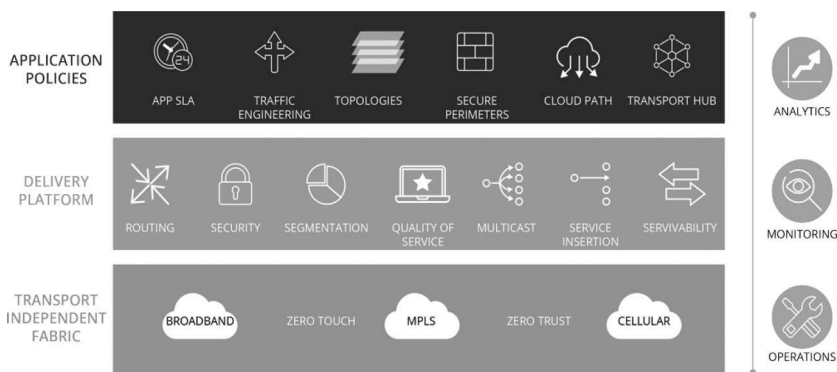 APPLICATION
POLICIES
24
APP SLA
TRAFFIC
ENGINEERING
TOPOLOGIES
SECURE
PERIMETERS
CLOUD PATH
TRANSPORT HUB
ANALYTICS
DELIVERY
PLATFORM
ROUTING
SECURITY
SEGMENTATION
QUALITY OF
SERVICE
MULTICAST
SERVICE
INSERTION
SERVIVABILITY
MONITORING
TRANSPORT
INDEPENDENT
FABRIC
BROADBAND
ZERO TOUCH
MPLS
ZERO TRUST
CELLULAR
OPERATIONS